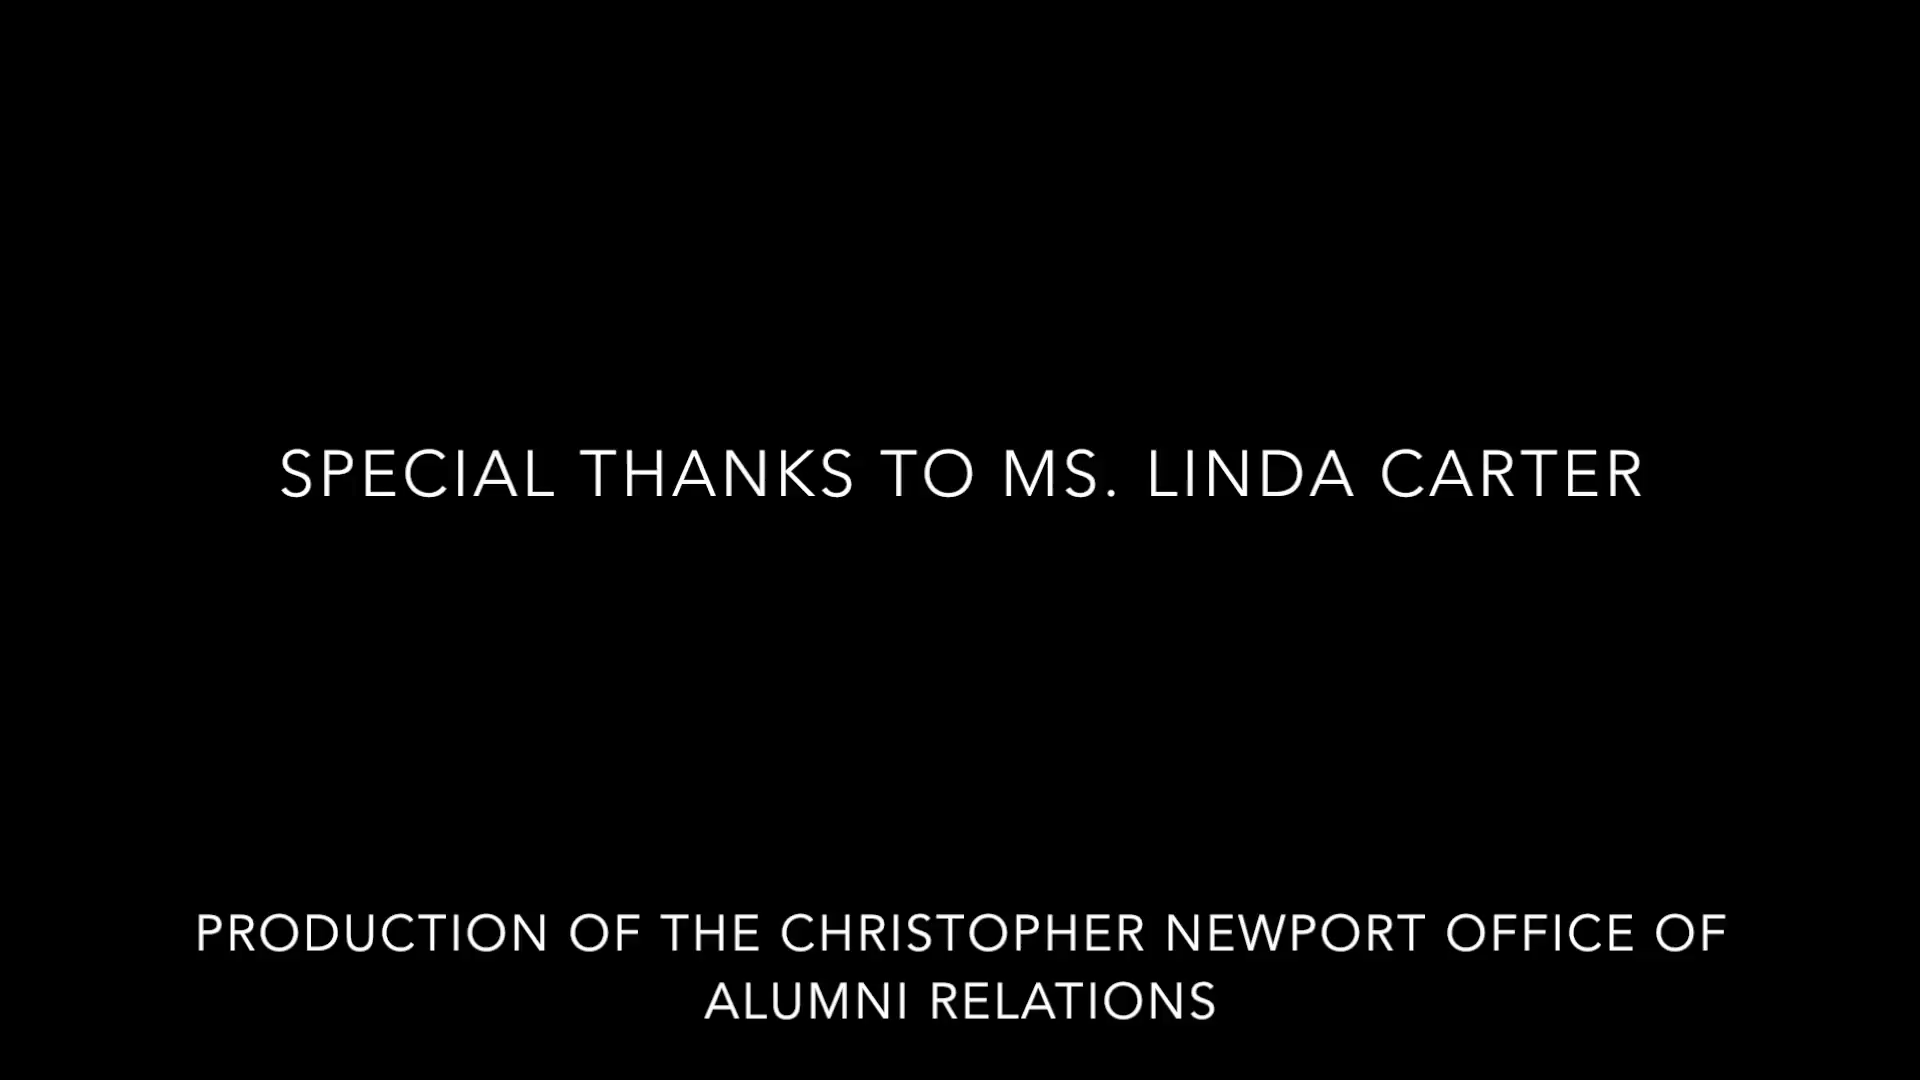 SPECIAL THANKS TO MS. LINDA CARTER
PRODUCTION OF THE CHRISTOPHER NEWPORT OFFICE OF
ALUMNI RELATIONS